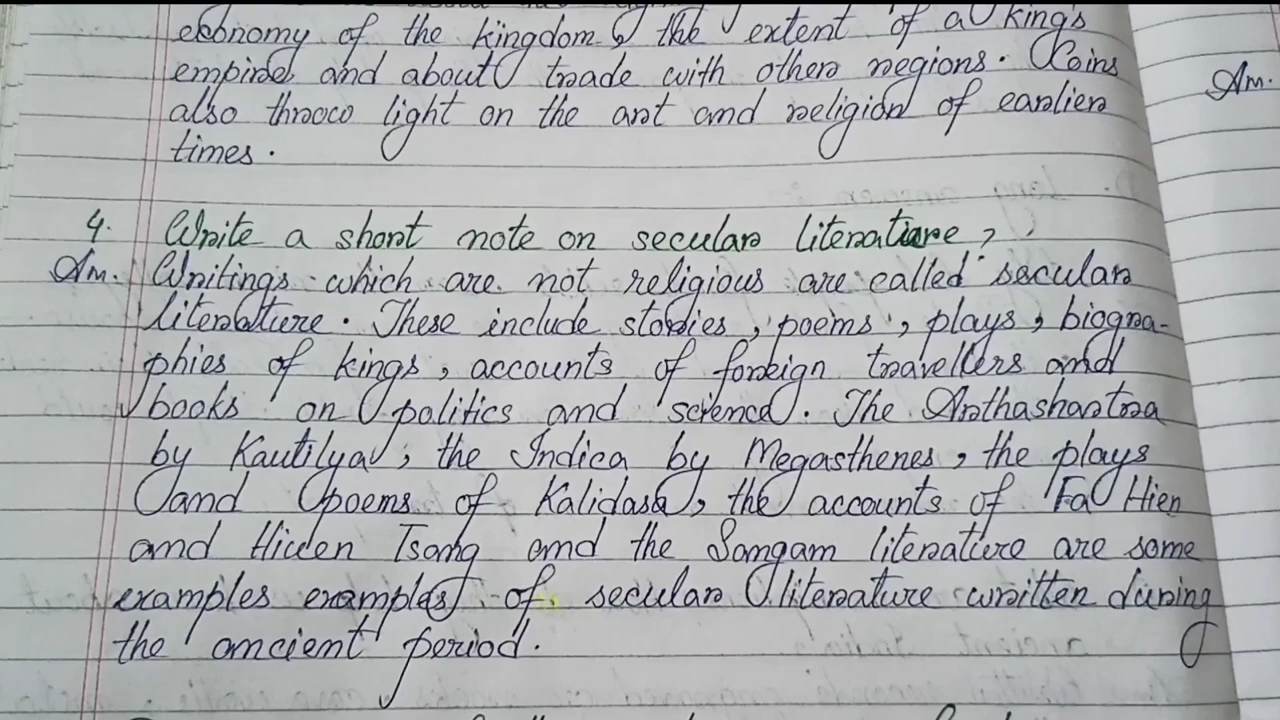 economy of the kingdom, the extent of a king's
empire, and about trade with other regions. Coins
also throw light on the art and religion of earlier
times.
Ans.
4. Write a short note on secular literature?
Ans. Writings which are not religious are called secular
literature. These include stories, poems, plays, biogra-
phies of kings, accounts of foreign travellers and
books on politics and science. The Arthashastra
by Kautilya, the Indica by Megasthenes, the plays
and poems of Kalidasa, the accounts of Fa Hien
and Hiuen Tsang and the Sangam literature are some
examples examples of secular literature written during
the ancient period.